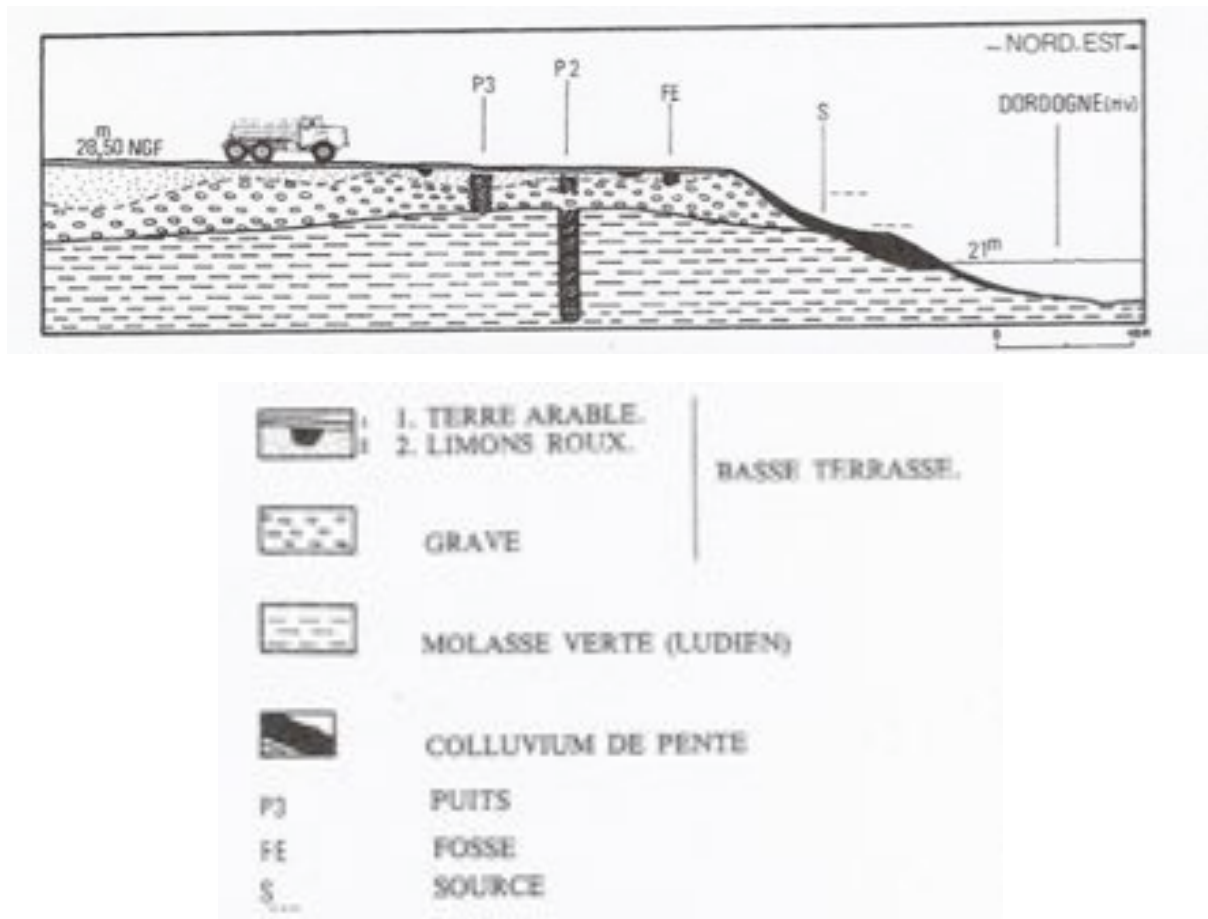 NORD.EST
P3
P2
FE
S
DORDOGNE (riv)
m
28,50 NGF
21m
0
1. TERRE ARABLE.
2. LIMONS ROUX.
BASSE TERRASSE.
GRAVE
MOLASSE VERTE (LUDIEN)
COLLUVIUM DE PENTE
P3 PUITS
FE FOSSE
S SOURCE